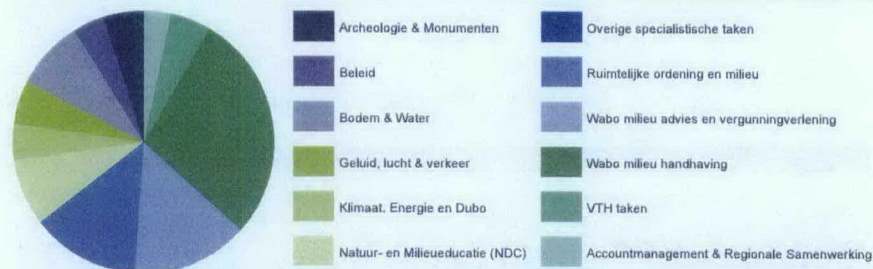 Archeologie & Monumenten
Beleid
Bodem & Water
Geluid, lucht & verkeer
Klimaat. Energie en Dubo
Natuur- en Milieueducatie (NDC)
Overige specialistische taken
Ruimtelijke ordening en milieu
Wabo milieu advies en vergunningverlening
Wabo milieu handhaving
VTH taken
Accountmanagement & Regionale Samenwerking